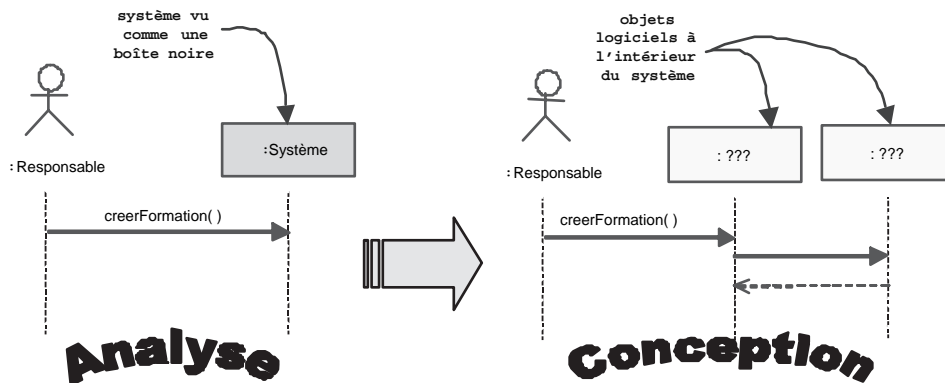 système vu
comme une
boîte noire
:Système
:Responsable
creerFormation( )
Analyse
objets
logiciels à
l'intérieur
du système
: ???
: ???
:Responsable
creerFormation( )
Conception